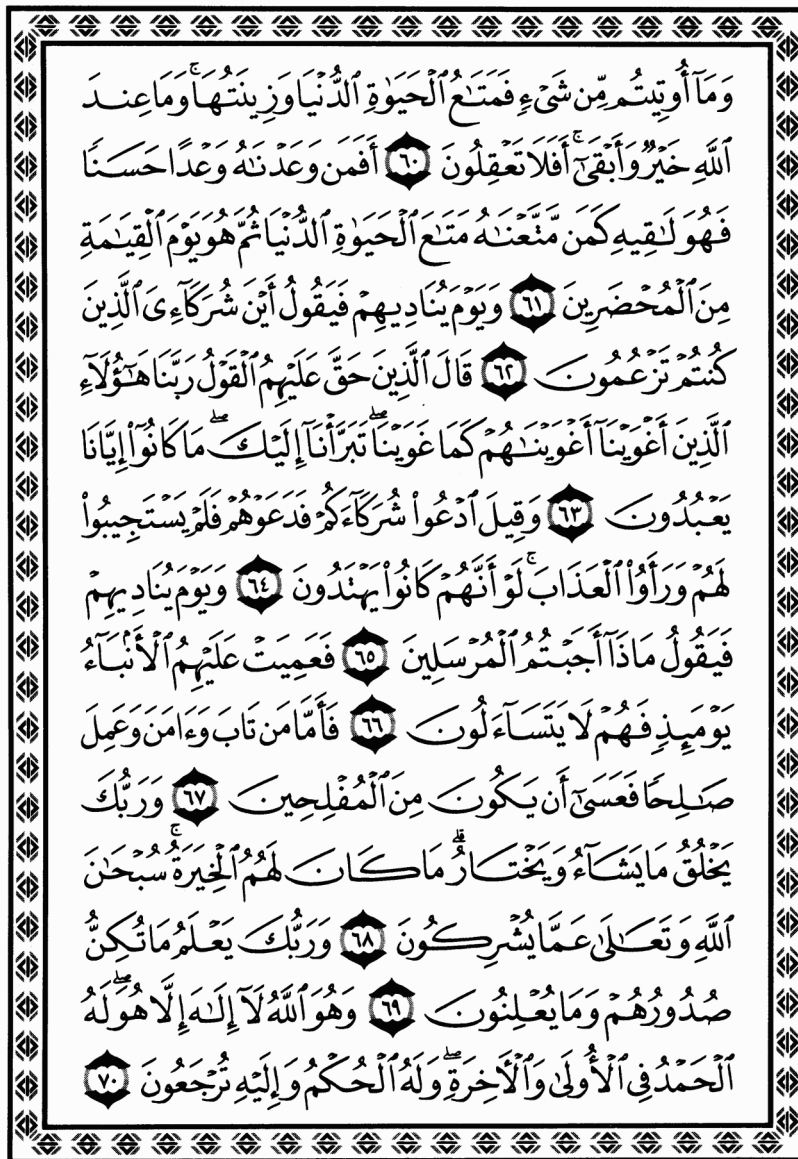 وَمَآ أُوتِيتُم مِّن شَىْءٍ فَمَتَٰعُ ٱلْحَيَوٰةِ ٱلدُّنْيَا وَزِينَتُهَا ۚ وَمَا عِندَ
ٱللَّهِ خَيْرٌ وَأَبْقَىٰٓ ۚ أَفَلَا تَعْقِلُونَ ٦٠ أَفَمَن وَعَدْنَٰهُ وَعْدًا حَسَنًا
فَهُوَ لَٰقِيهِ كَمَن مَّتَّعْنَٰهُ مَتَٰعَ ٱلْحَيَوٰةِ ٱلدُّنْيَا ثُمَّ هُوَ يَوْمَ ٱلْقِيَٰمَةِ
مِنَ ٱلْمُحْضَرِينَ ٦١ وَيَوْمَ يُنَادِيهِمْ فَيَقُولُ أَيْنَ شُرَكَآءِىَ ٱلَّذِينَ
كُنتُمْ تَزْعُمُونَ ٦٢ قَالَ ٱلَّذِينَ حَقَّ عَلَيْهِمُ ٱلْقَوْلُ رَبَّنَا هَٰٓؤُلَآءِ
ٱلَّذِينَ أَغْوَيْنَآ أَغْوَيْنَٰهُمْ كَمَا غَوَيْنَا ۖ تَبَرَّأْنَآ إِلَيْكَ ۖ مَا كَانُوٓا۟ إِيَّانَا
يَعْبُدُونَ ٦٣ وَقِيلَ ٱدْعُوا۟ شُرَكَآءَكُمْ فَدَعَوْهُمْ فَلَمْ يَسْتَجِيبُوا۟
لَهُمْ وَرَأَوُا۟ ٱلْعَذَابَ ۚ لَوْ أَنَّهُمْ كَانُوا۟ يَهْتَدُونَ ٦٤ وَيَوْمَ يُنَادِيهِمْ
فَيَقُولُ مَاذَآ أَجَبْتُمُ ٱلْمُرْسَلِينَ ٦٥ فَعَمِيَتْ عَلَيْهِمُ ٱلْأَنۢبَآءُ
يَوْمَئِذٍ فَهُمْ لَا يَتَسَآءَلُونَ ٦٦ فَأَمَّا مَن تَابَ وَءَامَنَ وَعَمِلَ
صَٰلِحًا فَعَسَىٰٓ أَن يَكُونَ مِنَ ٱلْمُفْلِحِينَ ٦٧ وَرَبُّكَ
يَخْلُقُ مَا يَشَآءُ وَيَخْتَارُ ۗ مَا كَانَ لَهُمُ ٱلْخِيَرَةُ ۚ سُبْحَٰنَ
ٱللَّهِ وَتَعَٰلَىٰ عَمَّا يُشْرِكُونَ ٦٨ وَرَبُّكَ يَعْلَمُ مَا تُكِنُّ
صُدُورُهُمْ وَمَا يُعْلِنُونَ ٦٩ وَهُوَ ٱللَّهُ لَآ إِلَٰهَ إِلَّا هُوَ ۖ لَهُ
ٱلْحَمْدُ فِى ٱلْأُولَىٰ وَٱلْءَاخِرَةِ ۖ وَلَهُ ٱلْحُكْمُ وَإِلَيْهِ تُرْجَعُونَ ٧٠